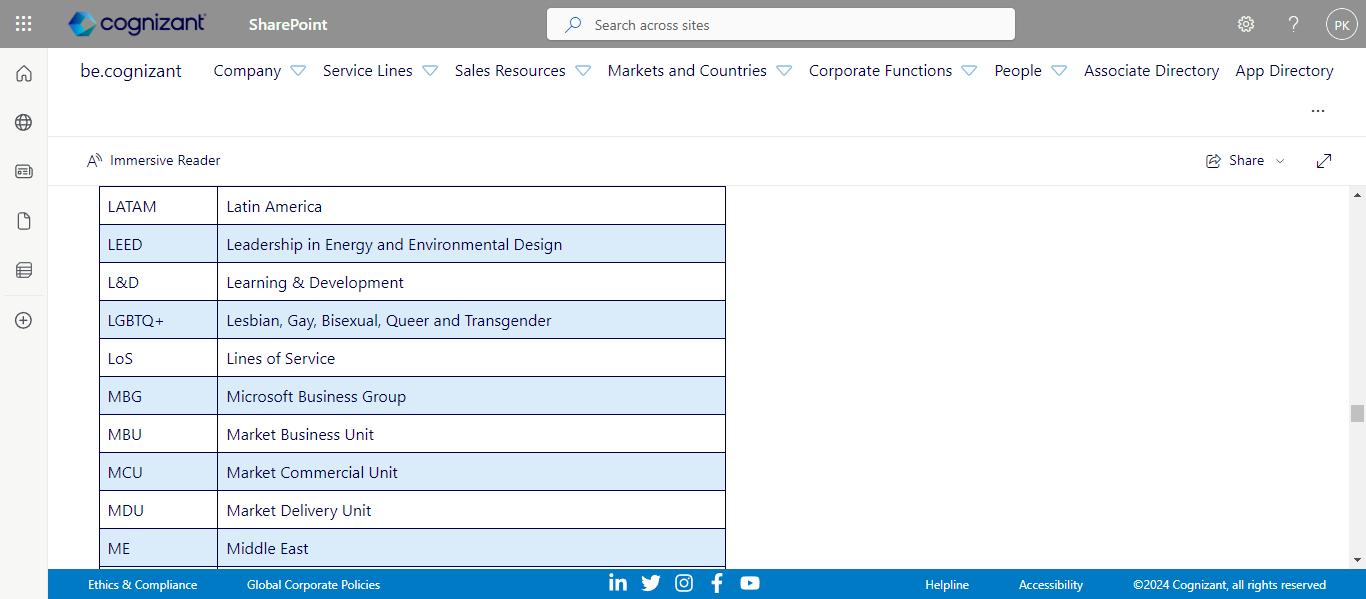 cognizant SharePoint Search across sites PK
be.cognizant Company Service Lines Sales Resources Markets and Countries Corporate Functions People Associate Directory App Directory
...
Immersive Reader Share
LATAM Latin America
LEED Leadership in Energy and Environmental Design
L&D Learning & Development
LGBTQ+ Lesbian, Gay, Bisexual, Queer and Transgender
LoS Lines of Service
MBG Microsoft Business Group
MBU Market Business Unit
MCU Market Commercial Unit
MDU Market Delivery Unit
ME Middle East
Ethics & Compliance Global Corporate Policies Helpline Accessibility ©2024 Cognizant, all rights reserved